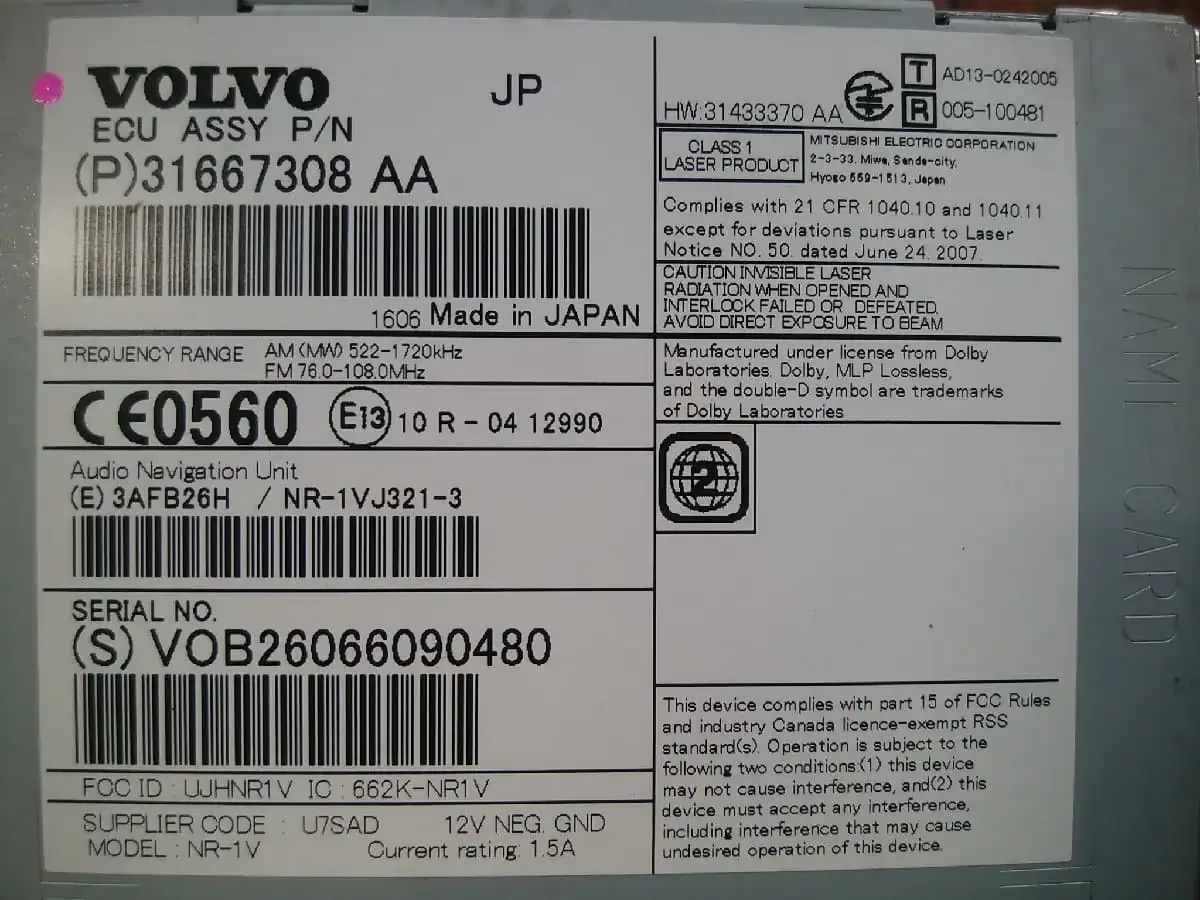 VOLVO
JP
ECU ASSY P/N
(P)31667308 AA
1606 Made in JAPAN
FREQUENCY RANGE AM (MW) 522-1720kHz
FM 76.0-108.0MHz
CE0560 E13 10 R - 04 12990
Audio Navigation Unit
(E) 3AFB26H / NR-1VJ321-3
SERIAL NO.
(S) VOB26066090480
FCC ID : UJHNR1V IC : 662K-NR1V
SUPPLIER CODE : U7SAD 12V NEG. GND
MODEL : NR-1V Current rating: 1.5A
HW:31433370 AA
T AD13-0242005
R 005-100481
CLASS 1
LASER PRODUCT
MITSUBISHI ELECTRIC CORPORATION
2-3-33, Miwa, Sanda-city,
Hyogo 669-1513, Japan
Complies with 21 CFR 1040.10 and 1040.11
except for deviations pursuant to Laser
Notice NO. 50. dated June 24. 2007.
CAUTION INVISIBLE LASER
RADIATION WHEN OPENED AND
INTERLOCK FAILED OR DEFEATED.
AVOID DIRECT EXPOSURE TO BEAM
Manufactured under license from Dolby
Laboratories. Dolby, MLP Lossless,
and the double-D symbol are trademarks
of Dolby Laboratories
2
This device complies with part 15 of FCC Rules
and industry Canada licence-exempt RSS
standard(s). Operation is subject to the
following two conditions:(1) this device
may not cause interference, and(2) this
device must accept any interference,
including interference that may cause
undesired operation of this device.
NAME CARD